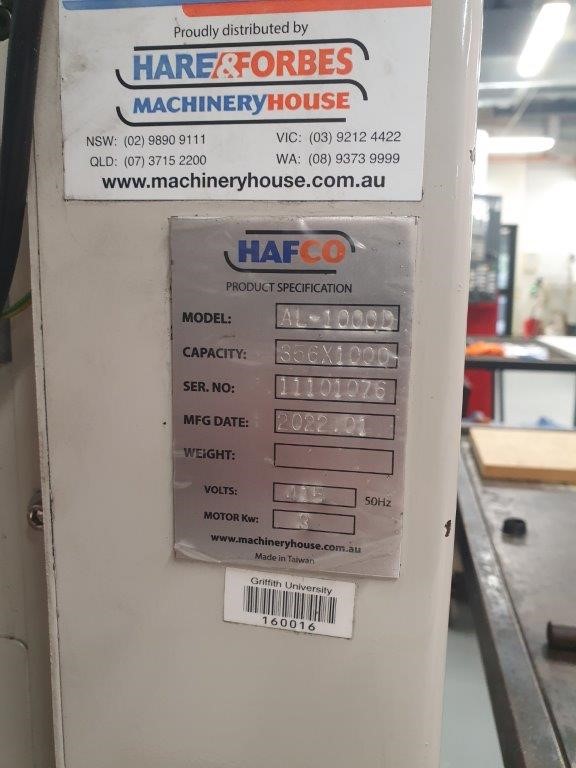 Proudly distributed by
HARE&FORBES
MACHINERYHOUSE
NSW: (02) 9890 9111 VIC: (03) 9212 4422
QLD: (07) 3715 2200 WA: (08) 9373 9999
www.machineryhouse.com.au
HAFCO
PRODUCT SPECIFICATION
MODEL: AL-1000D
CAPACITY: 356X1000
SER. NO: 11101076
MFG DATE: 2022.01
WEIGHT:
VOLTS: 415 50Hz
MOTOR Kw: 3
www.machineryhouse.com.au
Made in Taiwan
Griffith University
160016